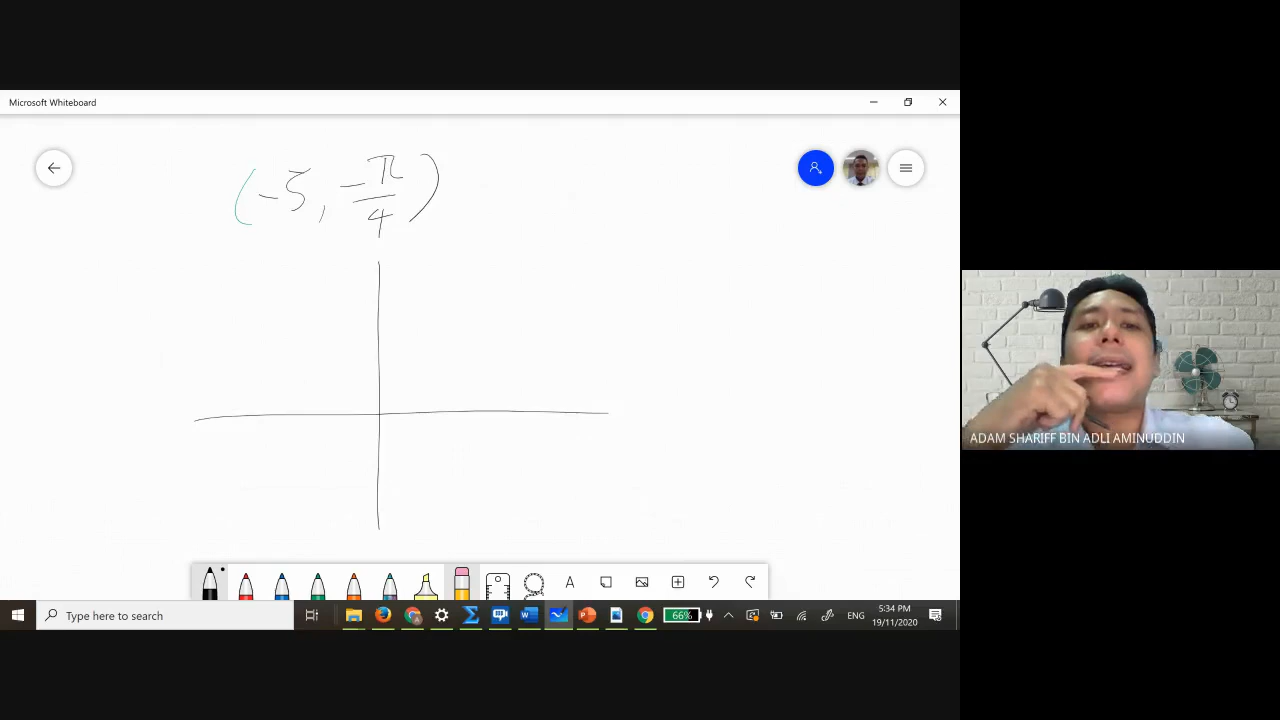 Microsoft Whiteboard
(-5, -π/4)
ADAM SHARIFF BIN ADLI AMINUDDIN
Type here to search
66%
ENG
5:34 PM
19/11/2020